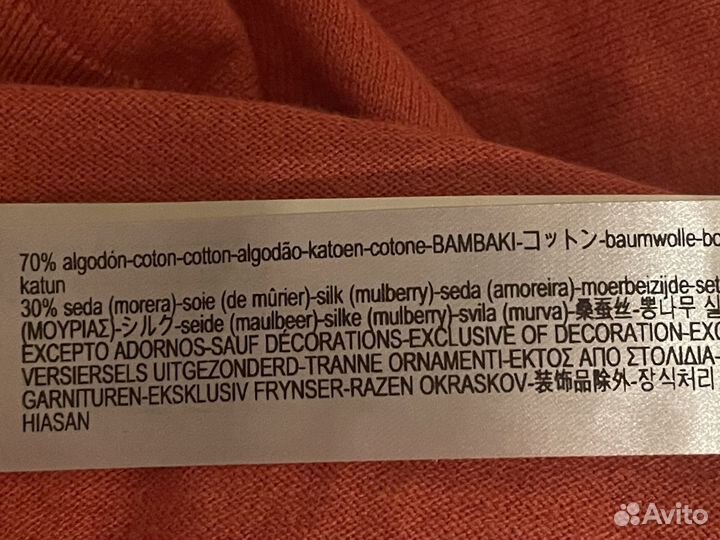 70% algodón-coton-cotton-algodão-katoen-cotone-BAMBAKI-コットン-baumwolle-bo
katun
30% seda (morera)-soie (de mûrier)-silk (mulberry)-seda (amoreira)-moerbeizijde-set
(ΜΟΥΡΙΑΣ)-シルク-seide (maulbeer)-silke (mulberry)-svila (murva)-桑蚕丝-뽕나무 실
EXCEPTO ADORNOS-SAUF DÉCORATIONS-EXCLUSIVE OF DECORATION-EXC
VERSIERSELS UITGEZONDERD-TRANNE ORNAMENTI-ΕΚΤΟΣ ΑΠΟ ΣΤΟΛΙΔΙΑ-
GARNITUREN-EKSKLUSIV FRYNSER-RAZEN OKRASKOV-装饰品除外-장식처리
HIASAN
Avito